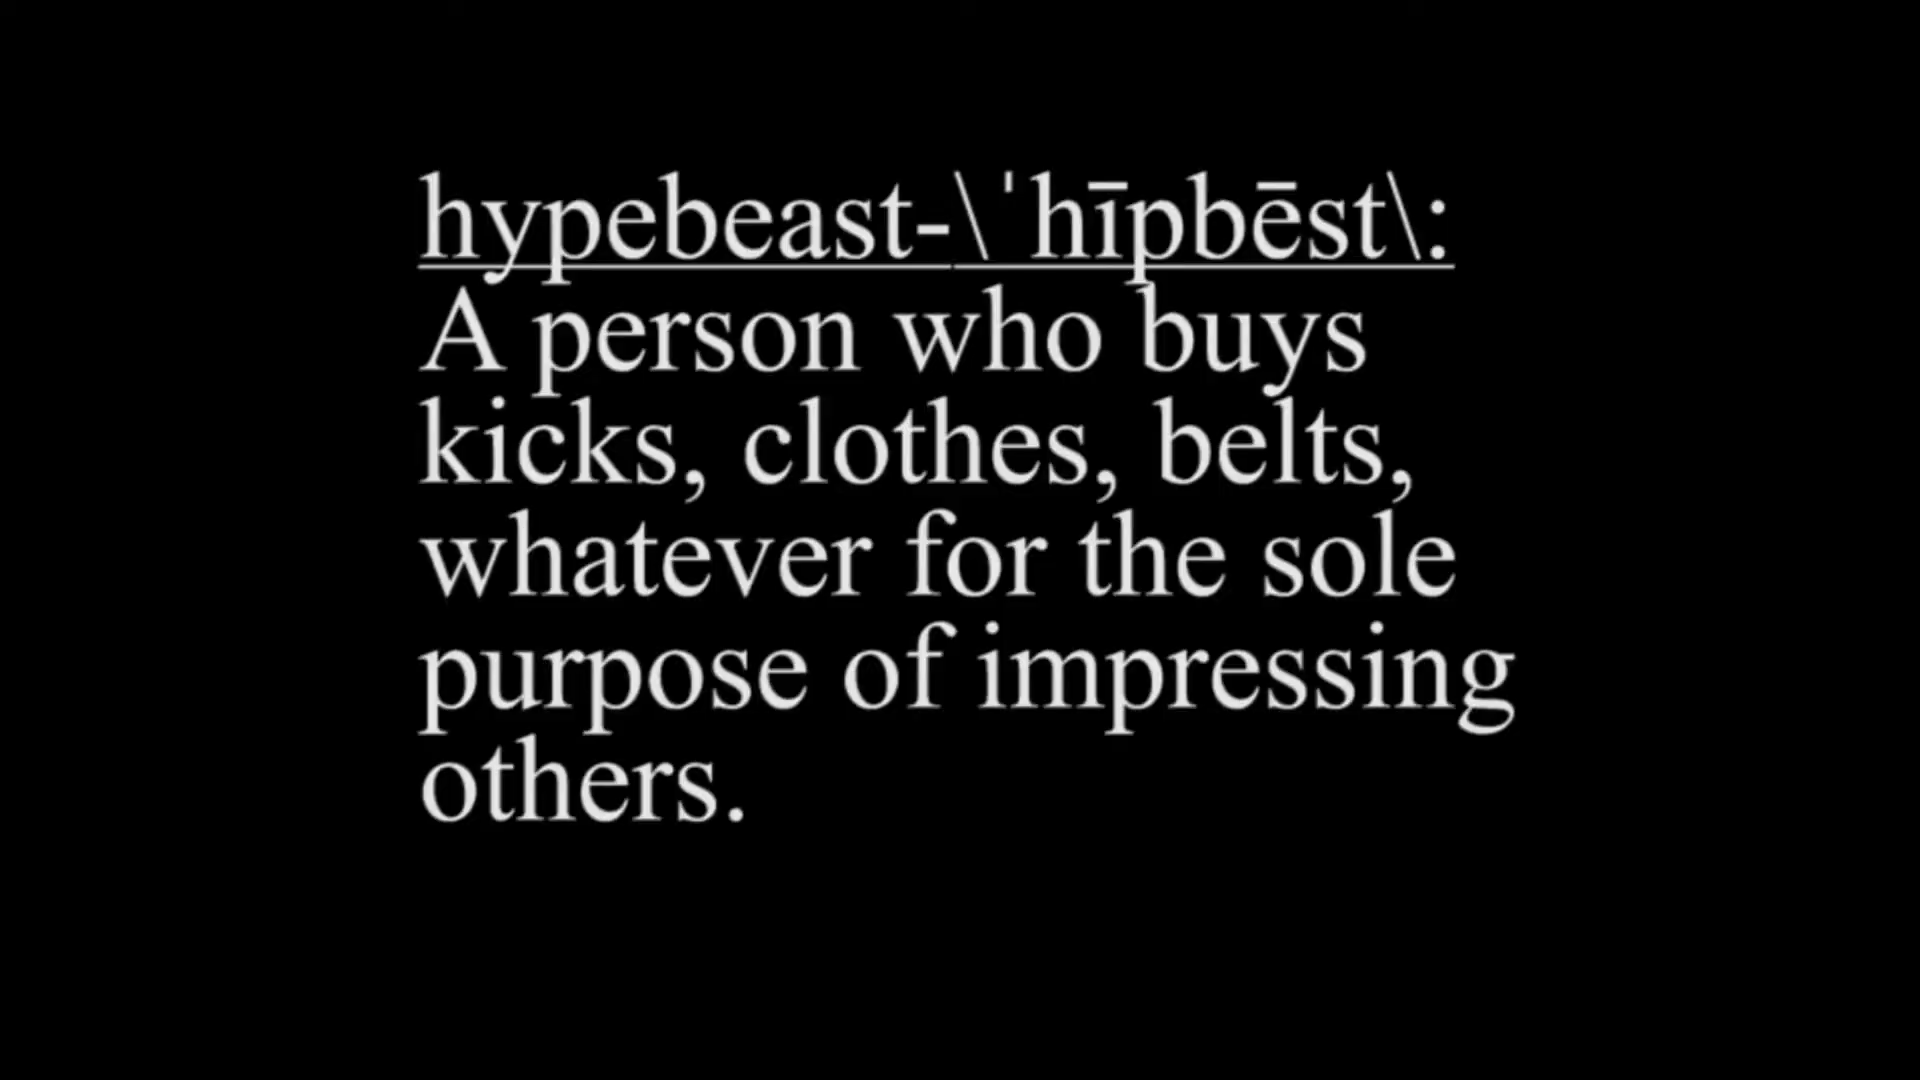 hypebeast-\ˈhīpbēst\:
A person who buys
kicks, clothes, belts,
whatever for the sole
purpose of impressing
others.